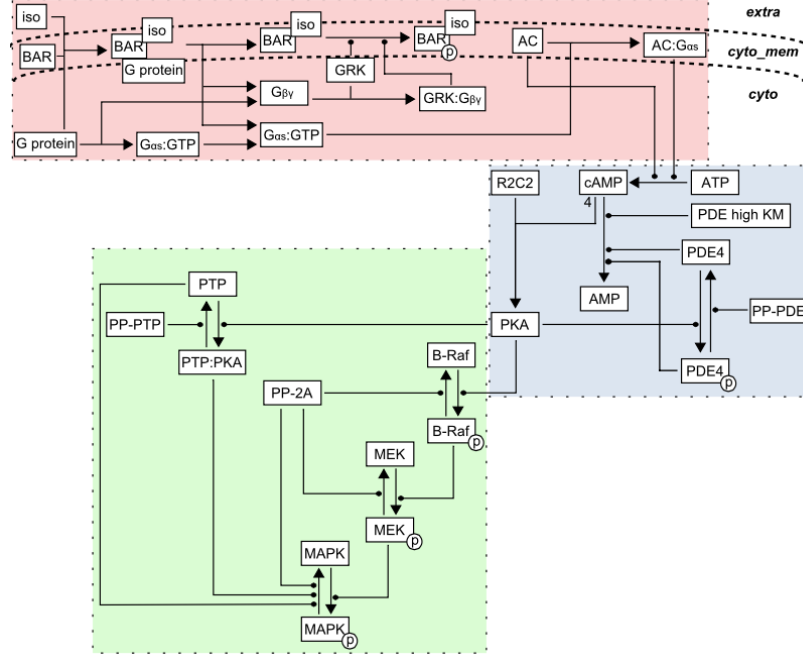 iso
extra
iso
iso
iso
BAR
BAR
BAR
BAR
p
AC
AC:Gαs
cyto_mem
G protein
GRK
cyto
Gβγ
GRK:Gβγ
G protein
Gαs:GTP
Gαs:GTP
R2C2
cAMP
4
ATP
PDE high KM
PDE4
PTP
AMP
PP-PTP
PKA
PP-PDE
PTP:PKA
B-Raf
PDE4
p
PP-2A
B-Raf
p
MEK
MEK
p
MAPK
MAPK
p